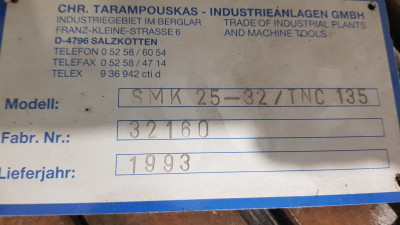 CHR. TARAMPOUSKAS - INDUSTRIEANLAGEN GMBH
INDUSTRIEGEBIET IM BERGLAR TRADE OF INDUSTRIAL PLANTS
FRANZ-KLEINE-STRASSE 6 AND MACHINE TOOLS
D-4796 SALZKOTTEN
TELEFON 0 52 58 / 60 54
TELEFAX 0 52 58 / 47 14
TELEX 9 36 942 cti d
Modell: SMK 25-32/TNC 135
Fabr. Nr.: 32160
Lieferjahr: 1993